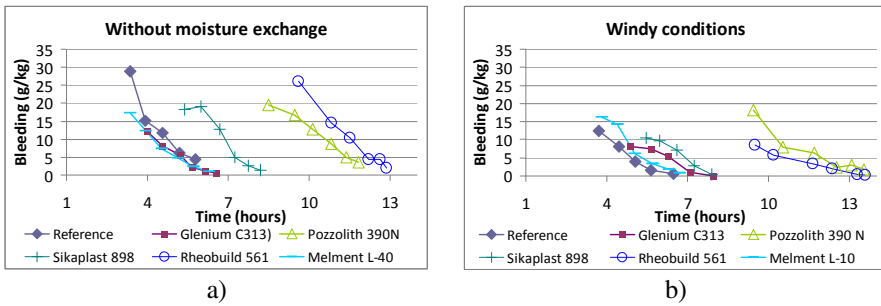 Without moisture exchange
Bleeding (g/kg)
35
30
25
20
15
10
5
0
1 4 7 10 13
Time (hours)
Reference Glenium C313) Pozzolith 390N
Sikaplast 898 Rheobuild 561 Melment L-40
a)
Windy conditions
Bleeding (g/kg)
35
30
25
20
15
10
5
0
1 4 7 10 13
Time (hours)
Reference Glenium C313 Pozzolith 390 N
Sikaplast 898 Rheobuild 561 Melment L-10
b)